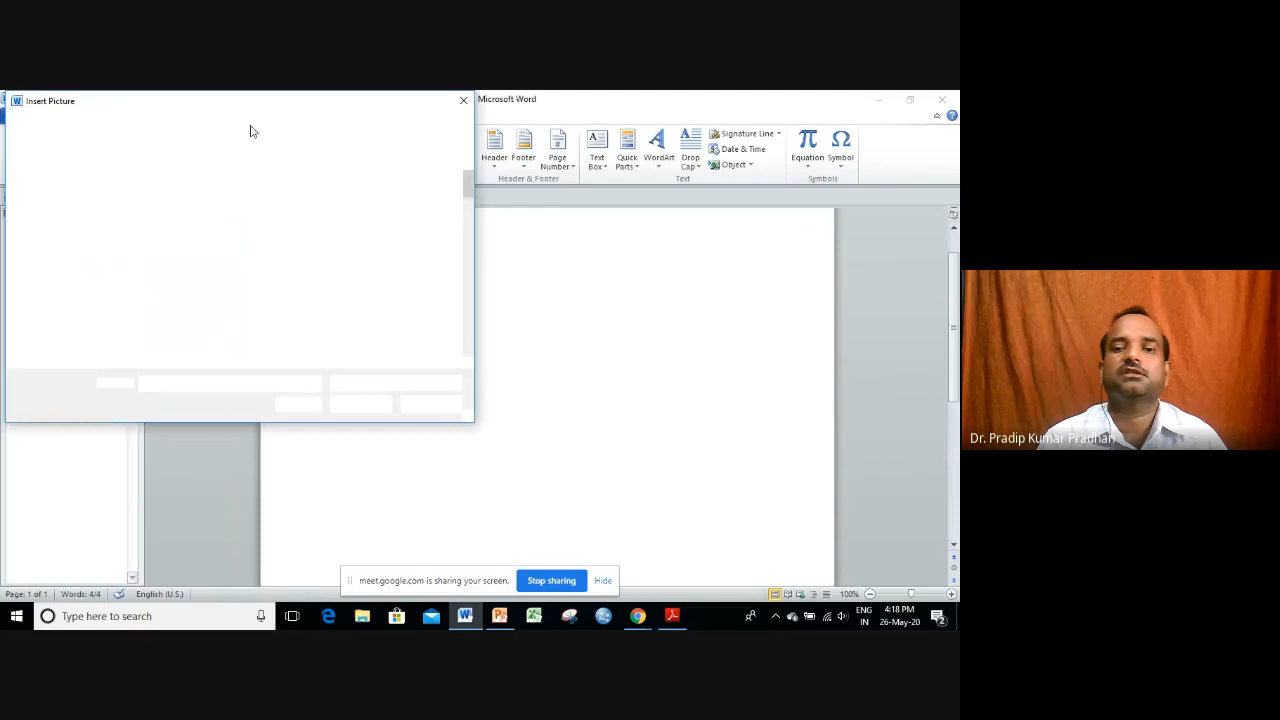 Insert Picture
Microsoft Word
Header
Footer
Page
Number
Header & Footer
Text
Box
Quick
Parts
WordArt
Drop
Cap
Signature Line
Date & Time
Object
Text
Equation
Symbol
Symbols
Dr. Pradip Kumar Pradhan
meet.google.com is sharing your screen.
Stop sharing
Hide
Page: 1 of 1
Words: 4/4
English (U.S.)
100%
Type here to search
ENG
IN
4:18 PM
26-May-20
2